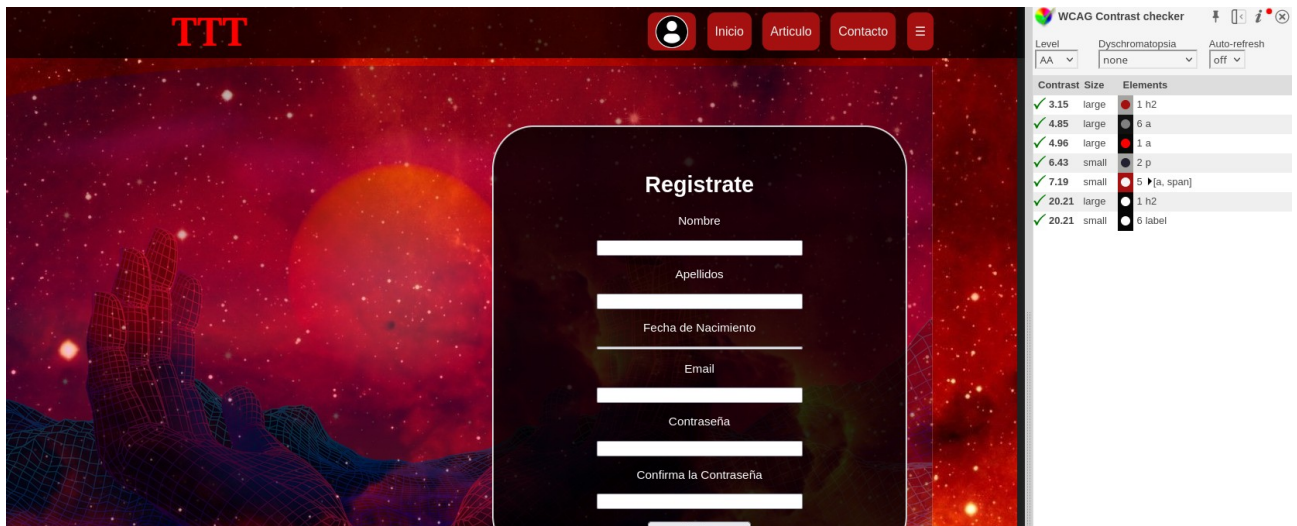 TTT
Inicio
Articulo
Contacto
☰
Registrate
Nombre
Apellidos
Fecha de Nacimiento
Email
Contraseña
Confirma la Contraseña
WCAG Contrast checker
Level Dyschromatopsia Auto-refresh
AA none off
Contrast Size Elements
3.15 large 1 h2
4.85 large 6 a
4.96 large 1 a
6.43 small 2 p
7.19 small 5 [a, span]
20.21 large 1 h2
20.21 small 6 label